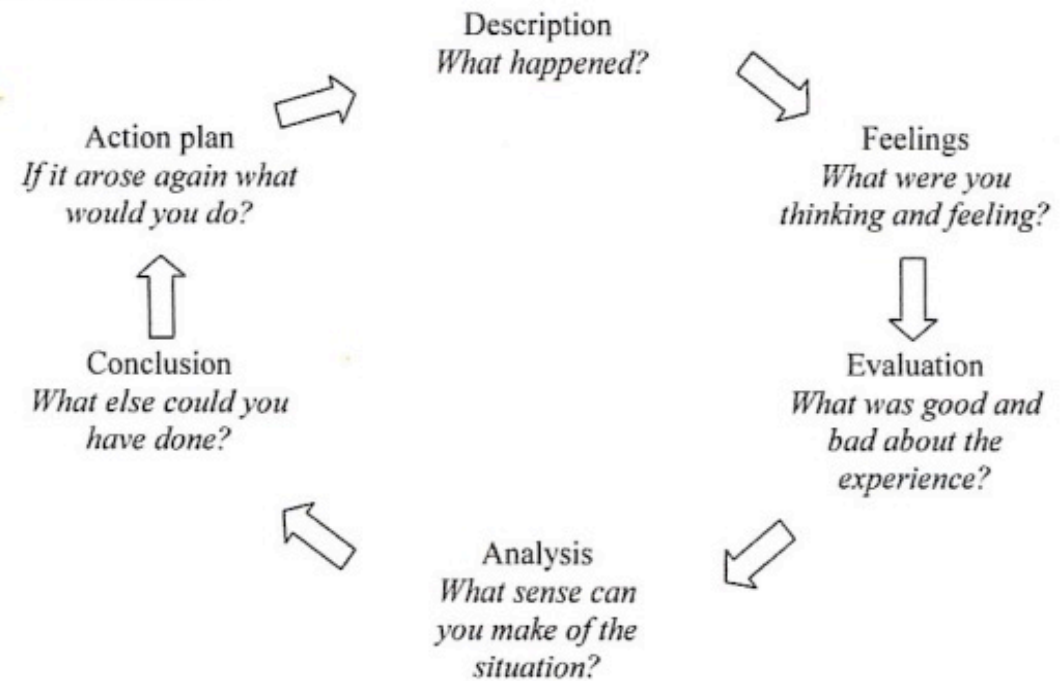 Description
What happened?
Feelings
What were you
thinking and feeling?
Evaluation
What was good and
bad about the
experience?
Analysis
What sense can
you make of the
situation?
Conclusion
What else could you
have done?
Action plan
If it arose again what
would you do?